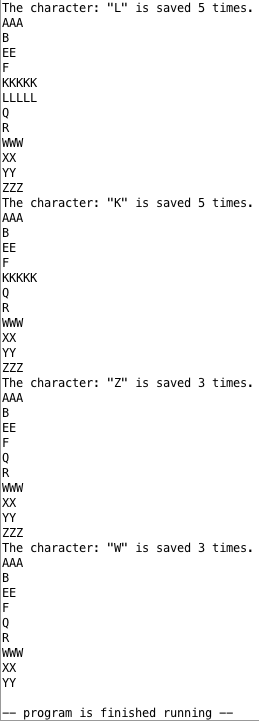 The character: "L" is saved 5 times.
AAA
B
EE
F
KKKKK
LLLLL
Q
R
WWW
XX
YY
ZZZ
The character: "K" is saved 5 times.
AAA
B
EE
F
KKKKK
Q
R
WWW
XX
YY
ZZZ
The character: "Z" is saved 3 times.
AAA
B
EE
F
Q
R
WWW
XX
YY
ZZZ
The character: "W" is saved 3 times.
AAA
B
EE
F
Q
R
WWW
XX
YY
-- program is finished running --